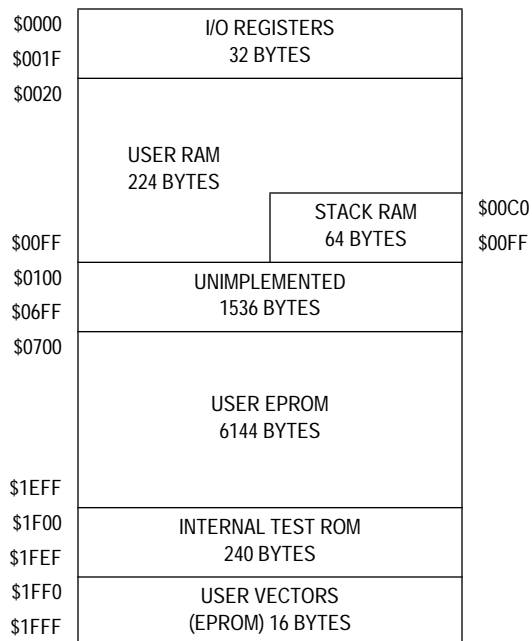 $0000
I/O REGISTERS
32 BYTES
$001F
$0020
USER RAM
224 BYTES
STACK RAM
64 BYTES
$00C0
$00FF
$00FF
$0100
UNIMPLEMENTED
1536 BYTES
$06FF
$0700
USER EPROM
6144 BYTES
$1EFF
$1F00
INTERNAL TEST ROM
240 BYTES
$1FEF
$1FF0
USER VECTORS
(EPROM) 16 BYTES
$1FFF